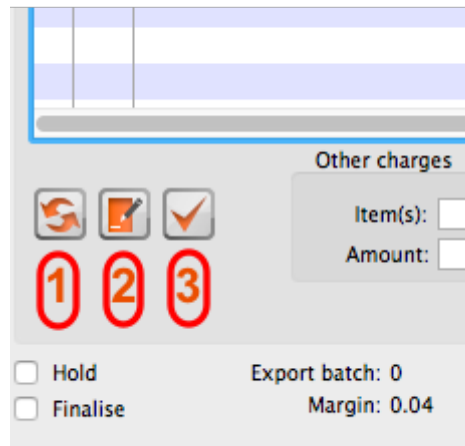 Other charges
Item(s):
Amount:
1 2 3
Hold Export batch: 0
Finalise Margin: 0.04